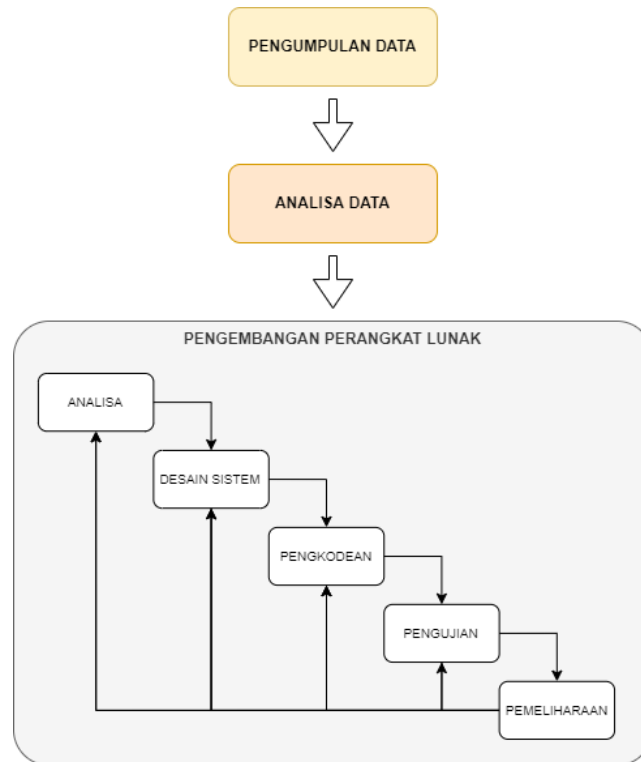 PENGUMPULAN DATA
ANALISA DATA
PENGEMBANGAN PERANGKAT LUNAK
ANALISA
DESAIN SISTEM
PENGKODEAN
PENGUJIAN
PEMELIHARAAN